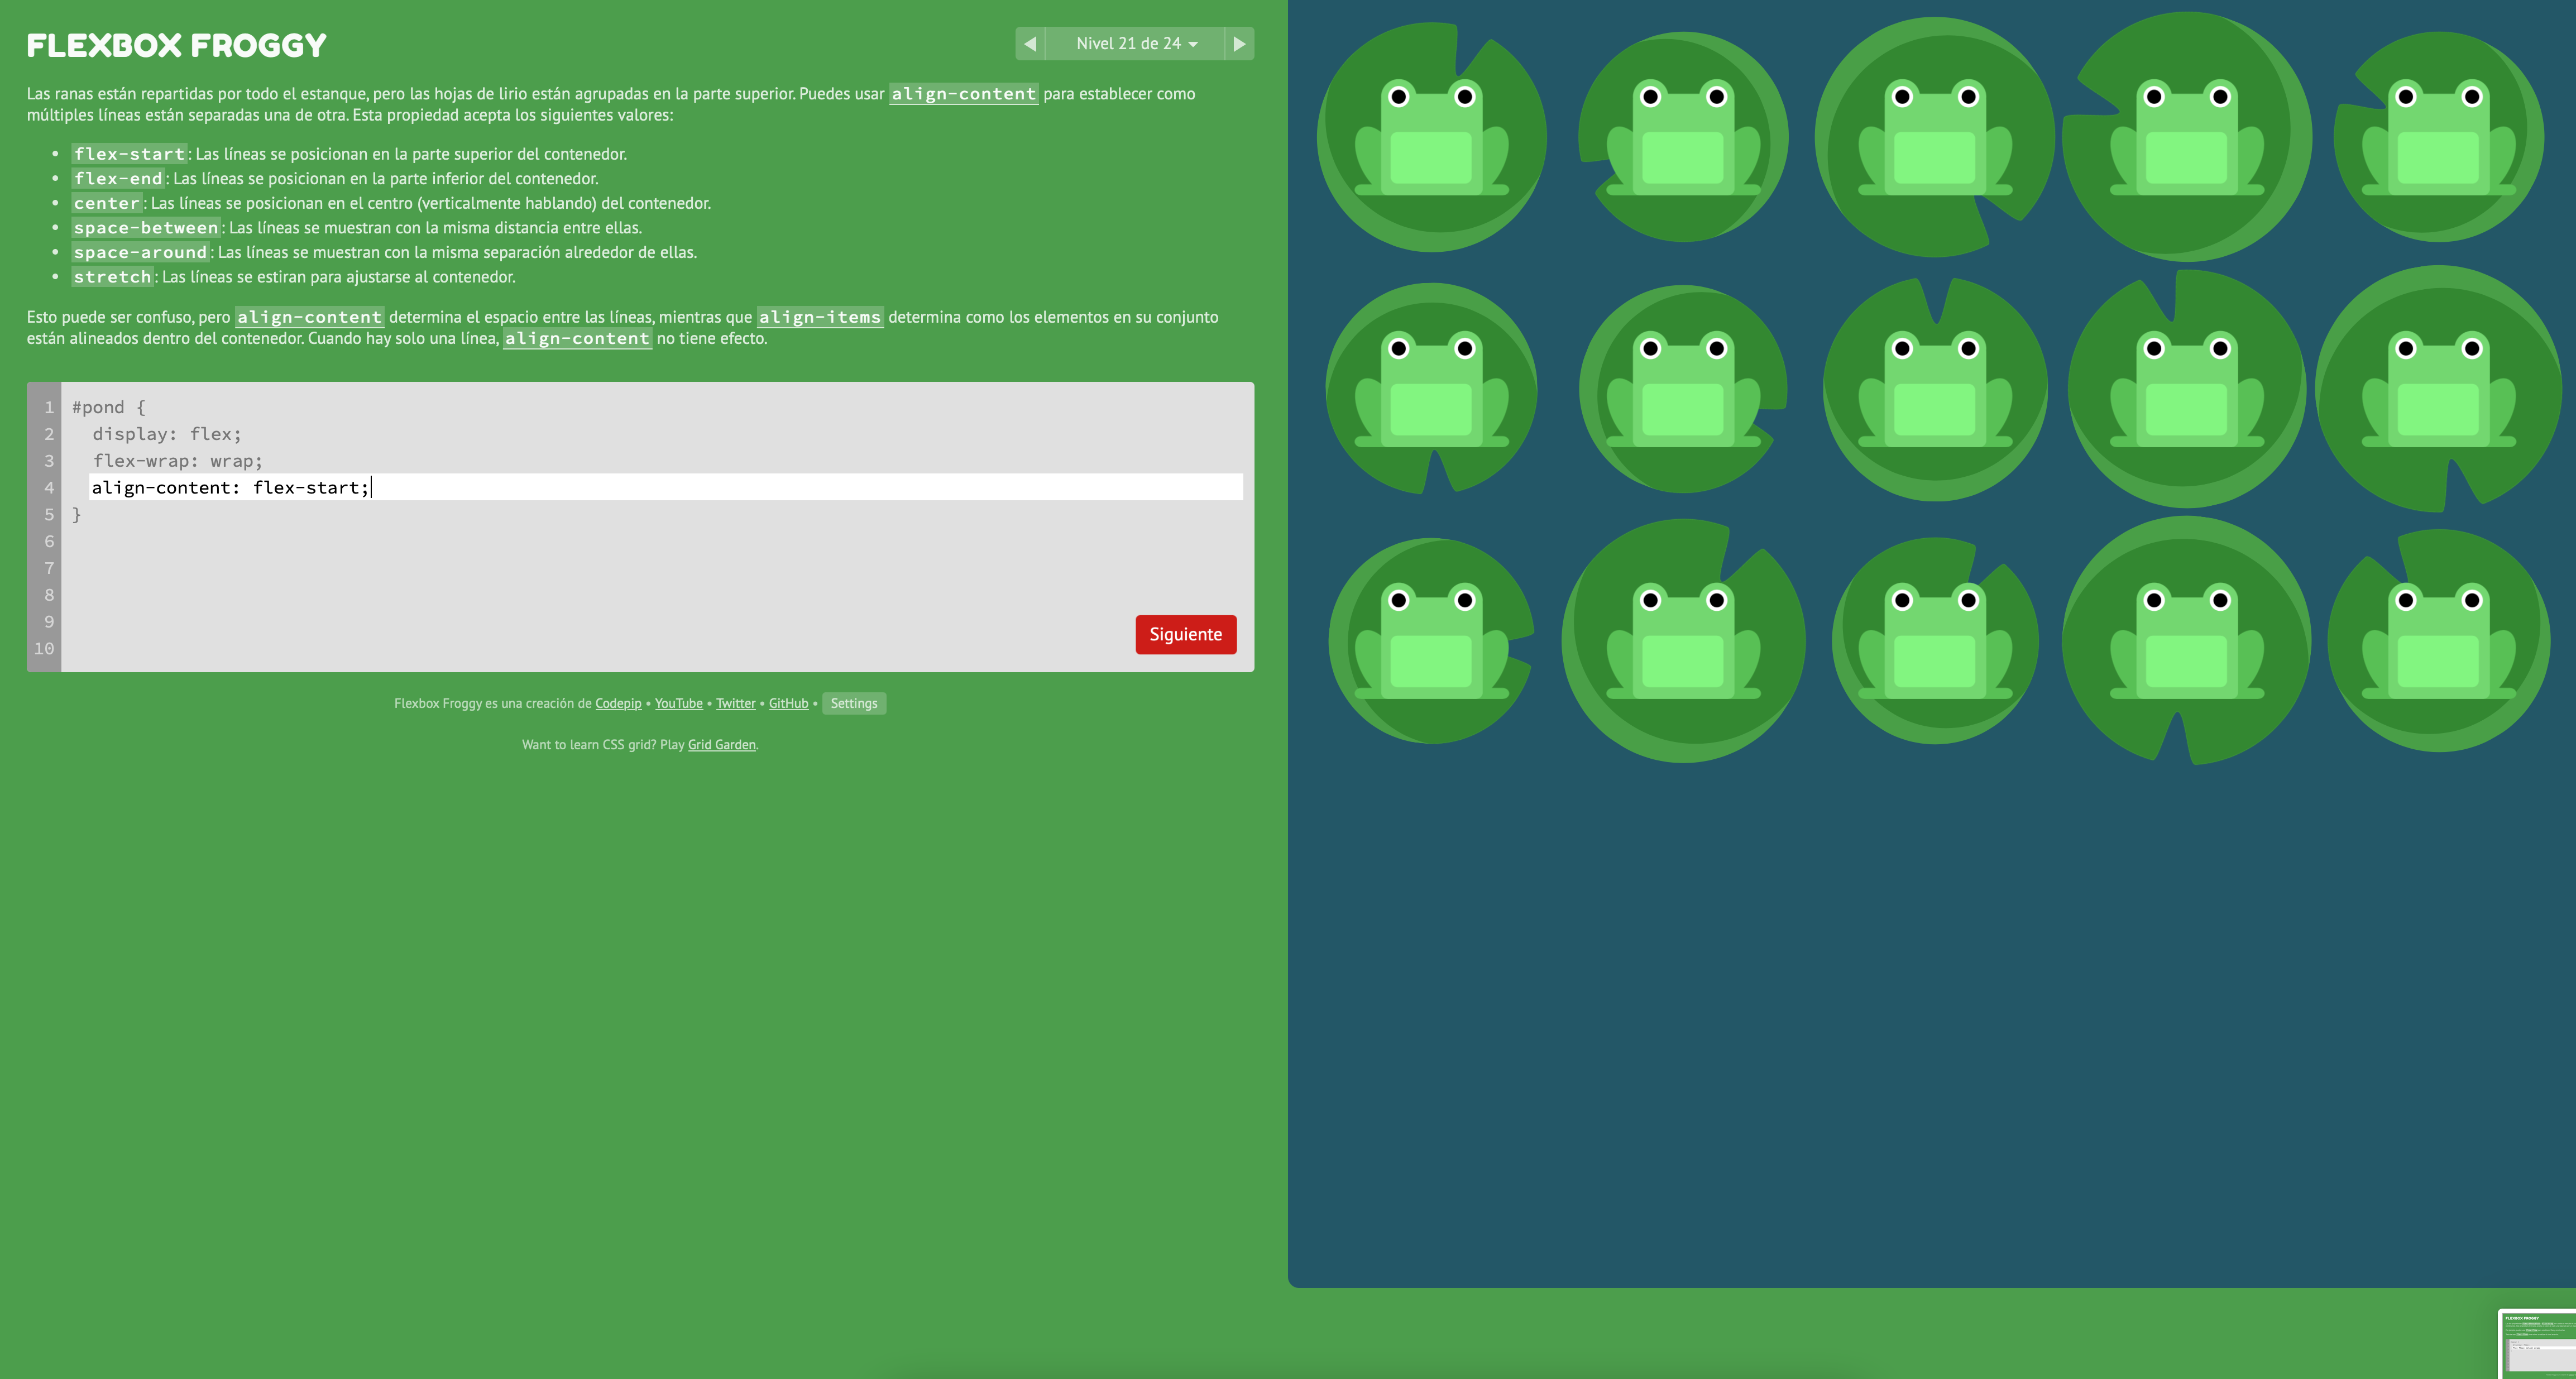 FLEXBOX FROGGY
Nivel 21 de 24
Las ranas están repartidas por todo el estanque, pero las hojas de lirio están agrupadas en la parte superior. Puedes usar align-content para establecer como
múltiples líneas están separadas una de otra. Esta propiedad acepta los siguientes valores:
• flex-start: Las líneas se posicionan en la parte superior del contenedor.
• flex-end: Las líneas se posicionan en la parte inferior del contenedor.
• center: Las líneas se posicionan en el centro (verticalmente hablando) del contenedor.
• space-between: Las líneas se muestran con la misma distancia entre ellas.
• space-around: Las líneas se muestran con la misma separación alrededor de ellas.
• stretch: Las líneas se estiran para ajustarse al contenedor.
Esto puede ser confuso, pero align-content determina el espacio entre las líneas, mientras que align-items determina como los elementos en su conjunto
están alineados dentro del contenedor. Cuando hay solo una línea, align-content no tiene efecto.
1 #pond {
2 display: flex;
3 flex-wrap: wrap;
4 align-content: flex-start;
5 }
6
7
8
9
10
Siguiente
Flexbox Froggy es una creación de Codepip • YouTube • Twitter • GitHub • Settings
Want to learn CSS grid? Play Grid Garden.
FLEXBOX FROGGY